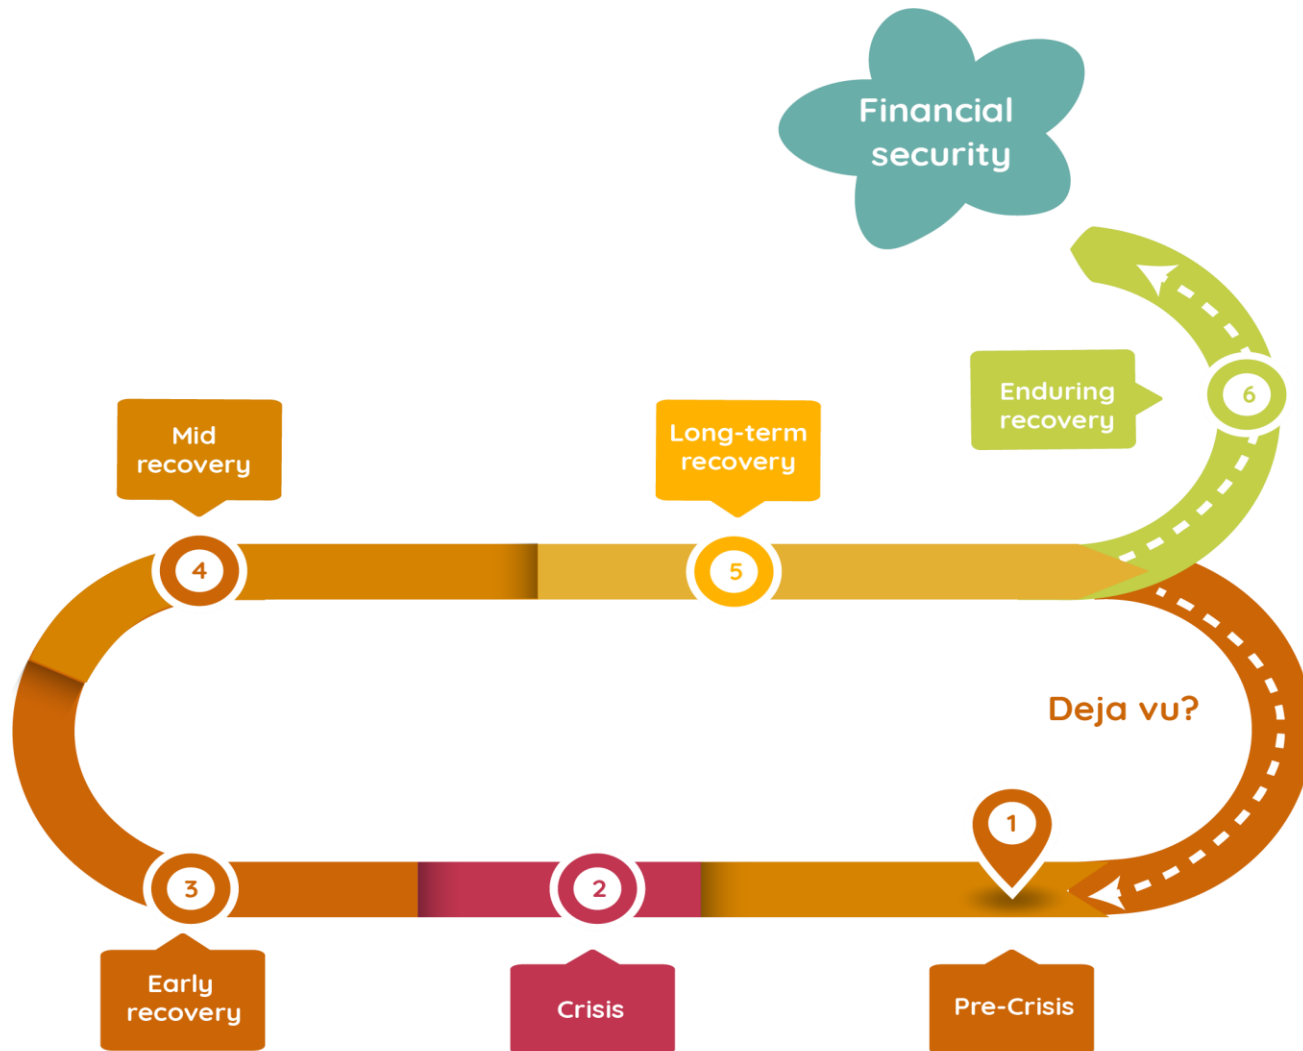 Financial
security
Enduring
recovery
6
Mid
recovery
Long-term
recovery
4
5
Deja vu?
1
3
2
Early
recovery
Crisis
Pre-Crisis